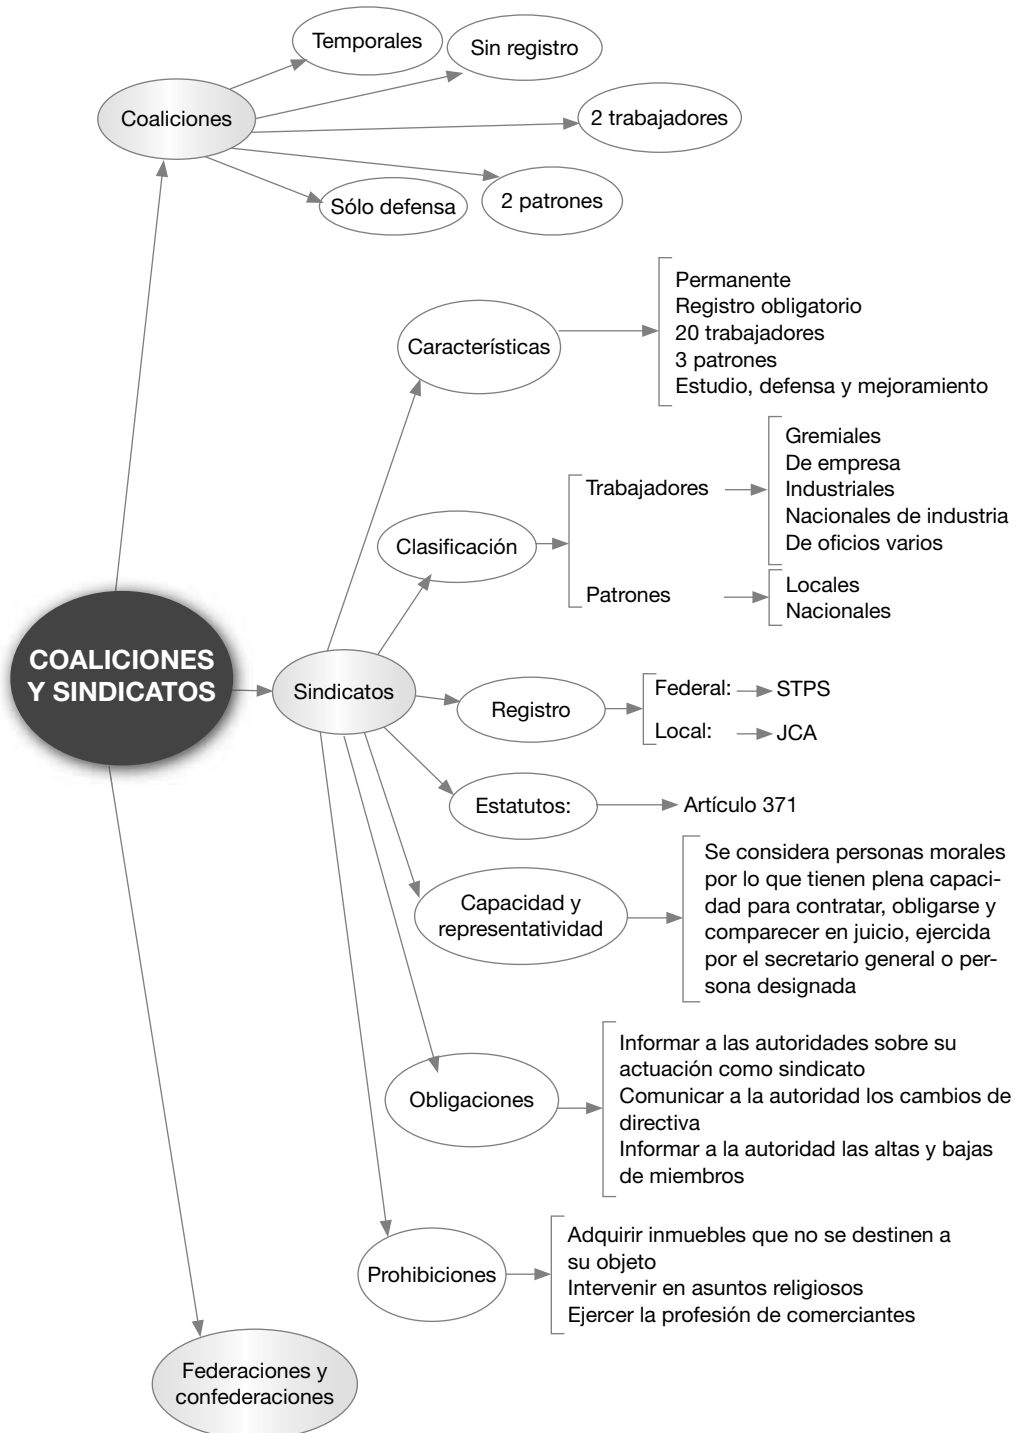 Temporales
Sin registro
Coaliciones
2 trabajadores
Sólo defensa
2 patrones
Características
Permanente
Registro obligatorio
20 trabajadores
3 patrones
Estudio, defensa y mejoramiento
Clasificación
Trabajadores
Gremiales
De empresa
Industriales
Nacionales de industria
De oficios varios
Patrones
Locales
Nacionales
COALICIONES
Y SINDICATOS
Sindicatos
Registro
Federal:
STPS
Local:
JCA
Estatutos:
Artículo 371
Capacidad y
representatividad
Se considera personas morales
por lo que tienen plena capaci-
dad para contratar, obligarse y
comparecer en juicio, ejercida
por el secretario general o per-
sona designada
Obligaciones
Informar a las autoridades sobre su
actuación como sindicato
Comunicar a la autoridad los cambios de
directiva
Informar a la autoridad las altas y bajas
de miembros
Prohibiciones
Adquirir inmuebles que no se destinen a
su objeto
Intervenir en asuntos religiosos
Ejercer la profesión de comerciantes
Federaciones y
confederaciones